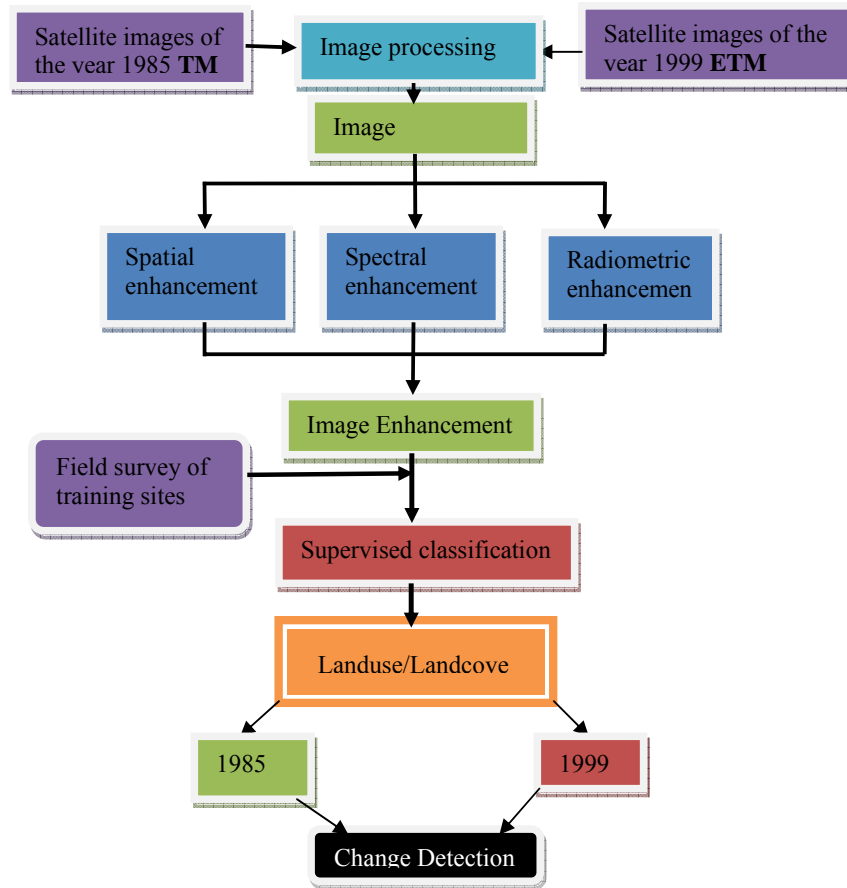 Satellite images of
the year 1985 TM
Image processing
Satellite images of the
year 1999 ETM
Image
Spatial
enhancement
Spectral
enhancement
Radiometric
enhancemen
Image Enhancement
Field survey of
training sites
Supervised classification
Landuse/Landcove
1985
1999
Change Detection